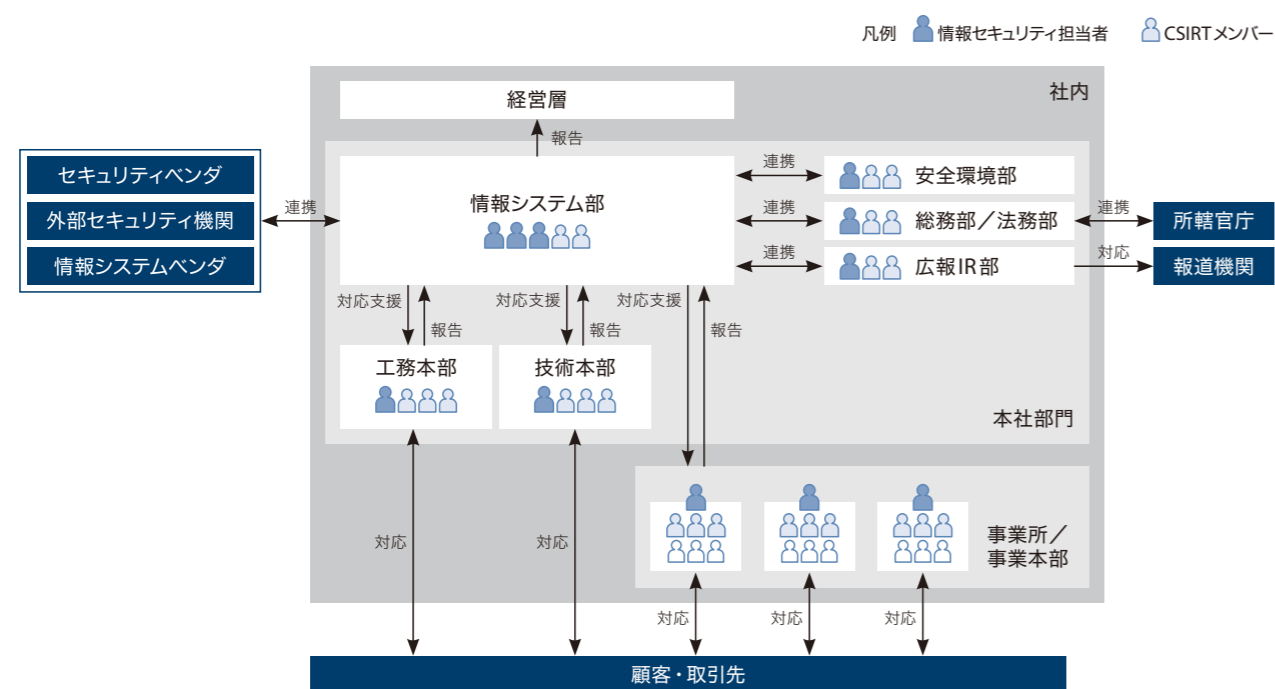 凡例 情報セキュリティ担当者 CSIRTメンバー
社内
経営層
報告
セキュリティベンダ
外部セキュリティ機関
情報システムベンダ
連携
情報システム部
連携
安全環境部
連携
総務部／法務部
連携
所轄官庁
連携
広報IR部
対応
報道機関
対応支援
報告
対応支援
報告
対応支援
報告
工務本部
技術本部
本社部門
事業所／
事業本部
対応
対応
対応
対応
対応
顧客・取引先